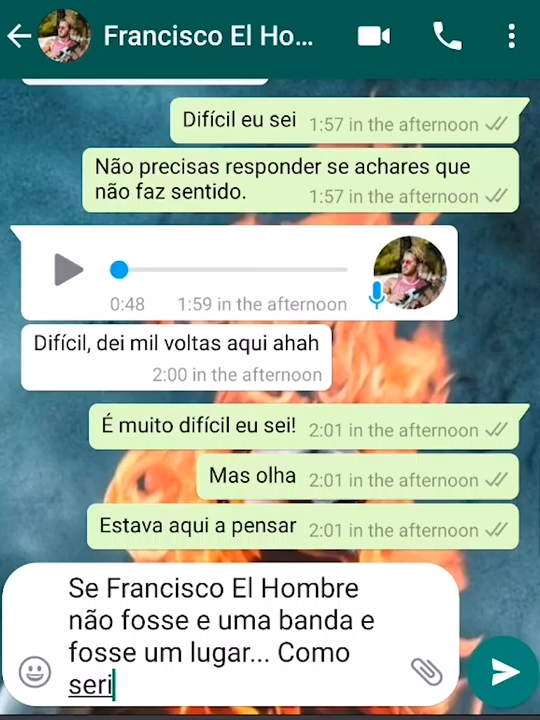 Francisco El Ho...
Difícil eu sei 1:57 in the afternoon
Não precisas responder se achares que
não faz sentido. 1:57 in the afternoon
0:48 1:59 in the afternoon
Difícil, dei mil voltas aqui ahah
2:00 in the afternoon
É muito difícil eu sei! 2:01 in the afternoon
Mas olha 2:01 in the afternoon
Estava aqui a pensar 2:01 in the afternoon
Se Francisco El Hombre
não fosse e uma banda e
fosse um lugar... Como
seri